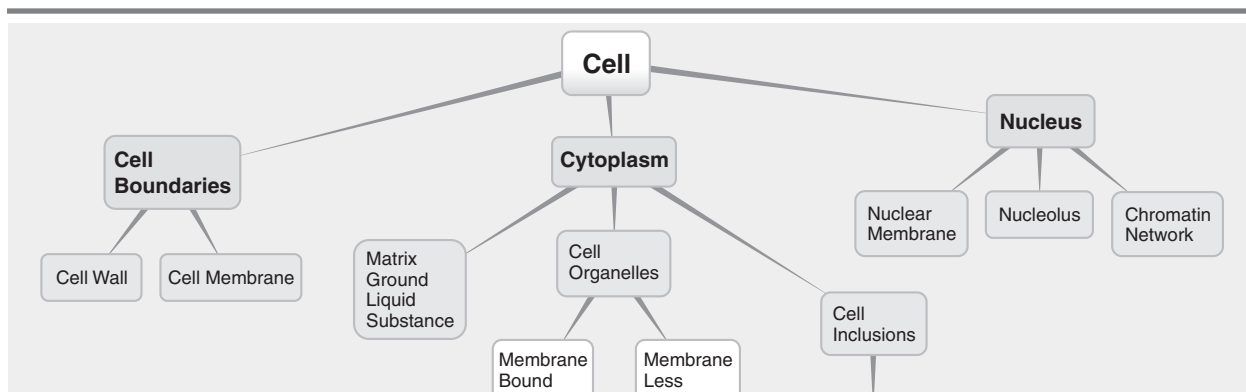 Cell
Cell
Boundaries
Cell Wall
Cell Membrane
Cytoplasm
Matrix
Ground
Liquid
Substance
Cell
Organelles
Membrane
Bound
Membrane
Less
Cell
Inclusions
Nucleus
Nuclear
Membrane
Nucleolus
Chromatin
Network